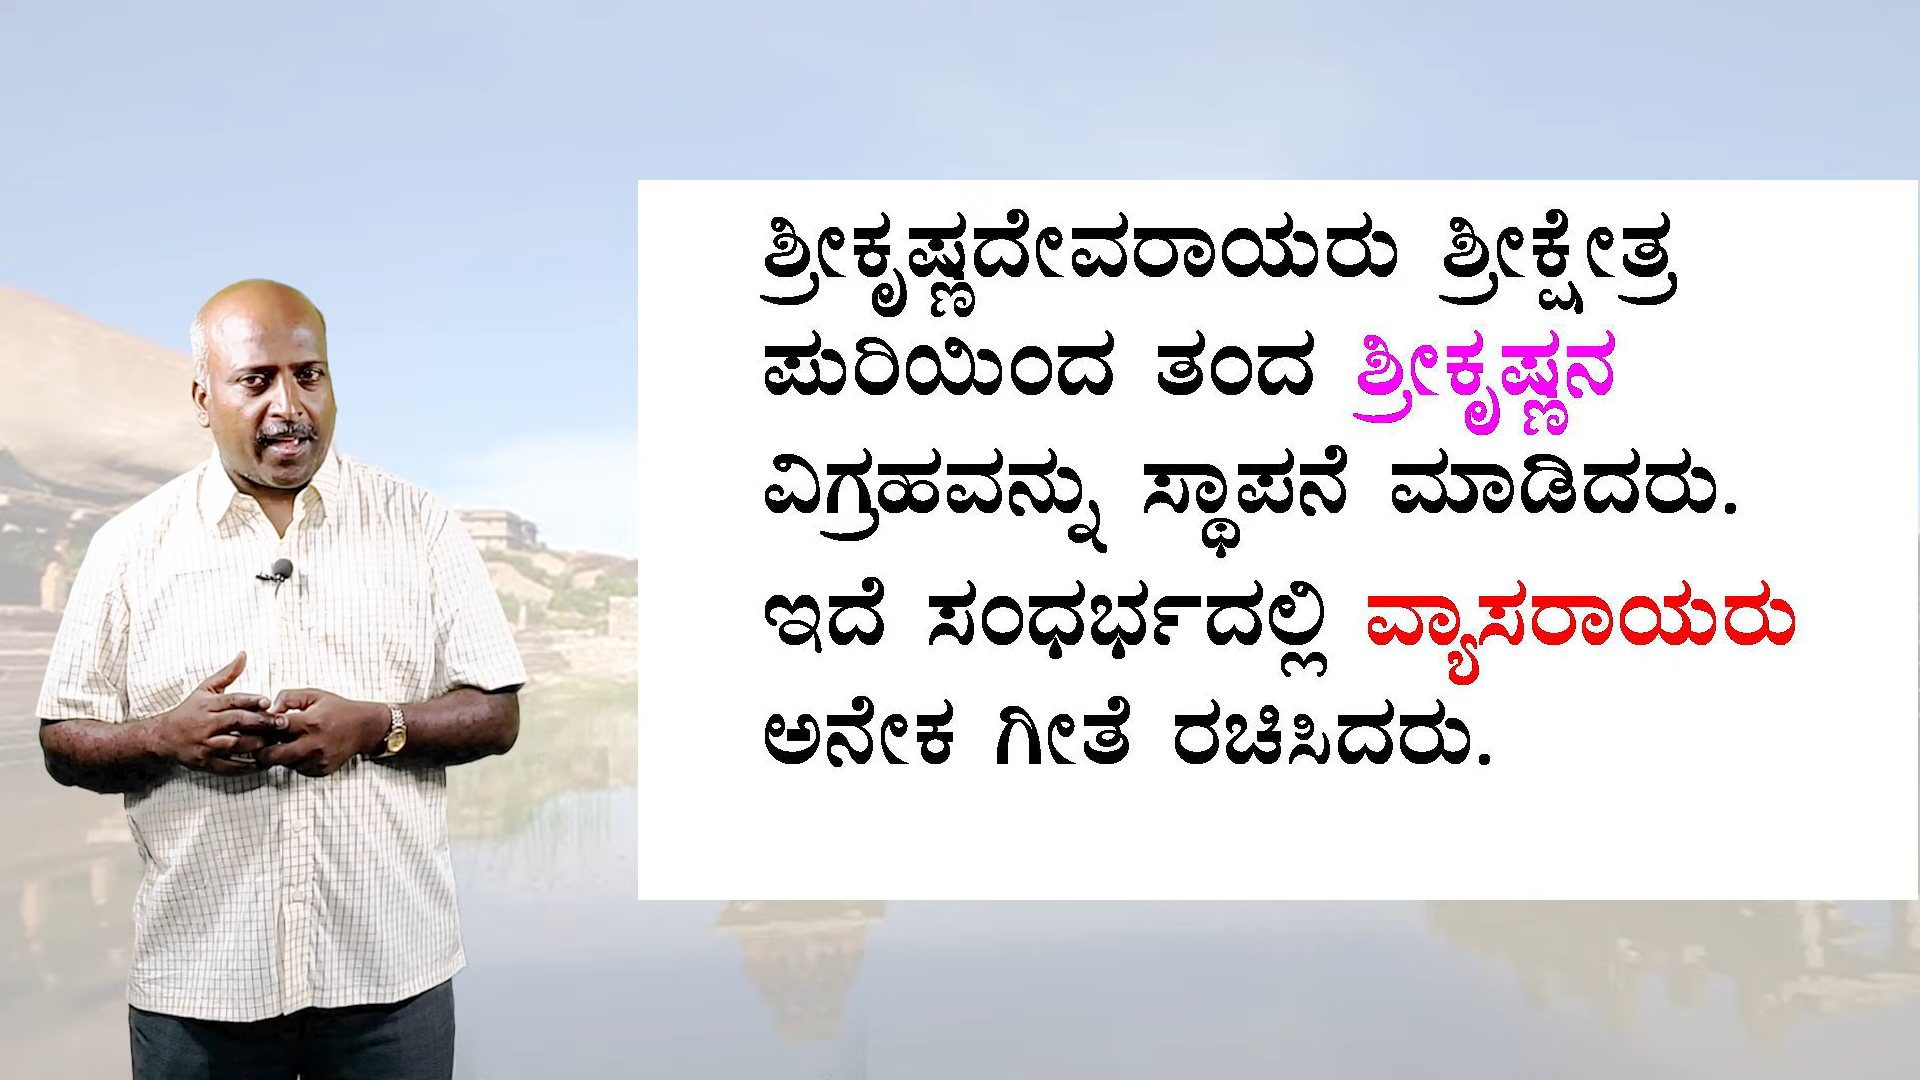 ಶ್ರೀಕೃಷ್ಣದೇವರಾಯರು ಶ್ರೀಕ್ಷೇತ್ರ
ಪುರಿಯಿಂದ ತಂದ ಶ್ರೀಕೃಷ್ಣನ
ವಿಗ್ರಹವನ್ನು ಸ್ಥಾಪನೆ ಮಾಡಿದರು.
ಇದೆ ಸಂಧರ್ಭದಲ್ಲಿ ವ್ಯಾಸರಾಯರು
ಅನೇಕ ಗೀತೆ ರಚಿಸಿದರು.